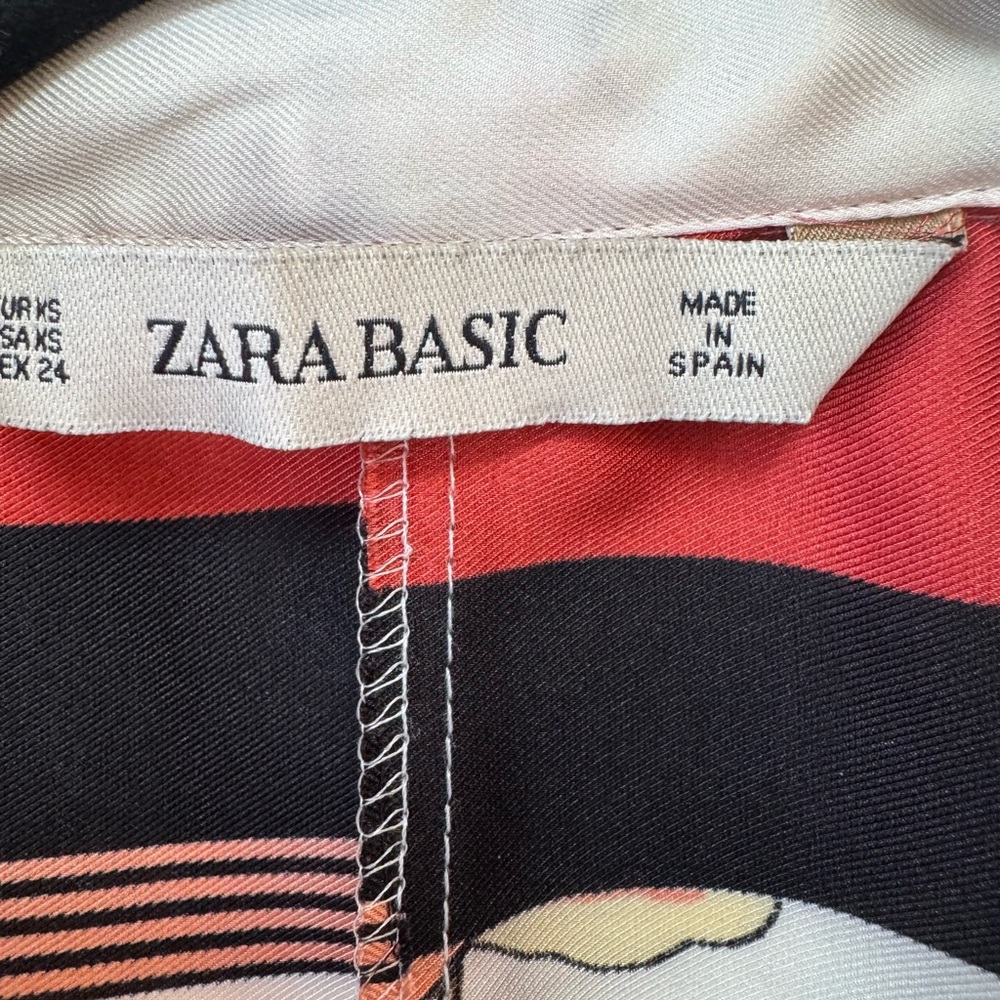 UR XS
SA XS
EX 24
ZARA BASIC
MADE
IN
SPAIN